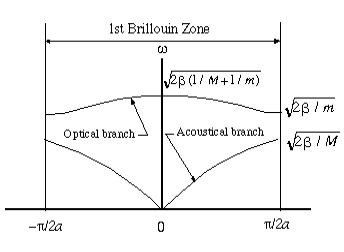 1st Brillouin Zone
ω
√2β(1/M+1/m)
√2β/m
Optical branch
Acoustical branch
√2β/M
−π/2a
0
π/2a